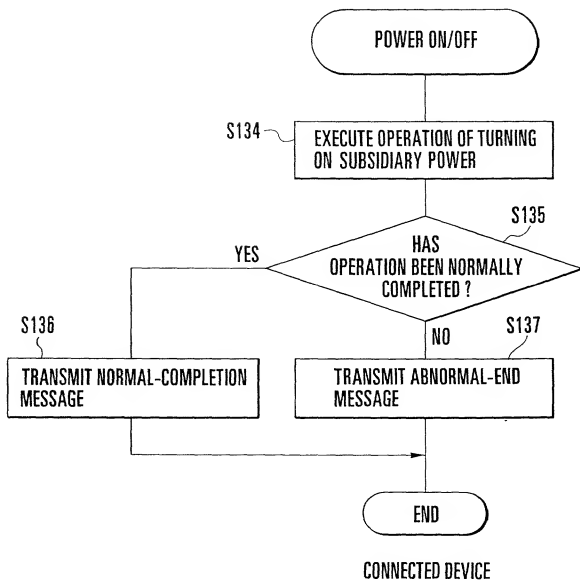 POWER ON/OFF
S134
EXECUTE OPERATION OF TURNING
ON SUBSIDIARY POWER
S135
HAS
OPERATION BEEN NORMALLY
COMPLETED ?
YES
NO
S136
TRANSMIT NORMAL-COMPLETION
MESSAGE
S137
TRANSMIT ABNORMAL-END
MESSAGE
END
CONNECTED DEVICE